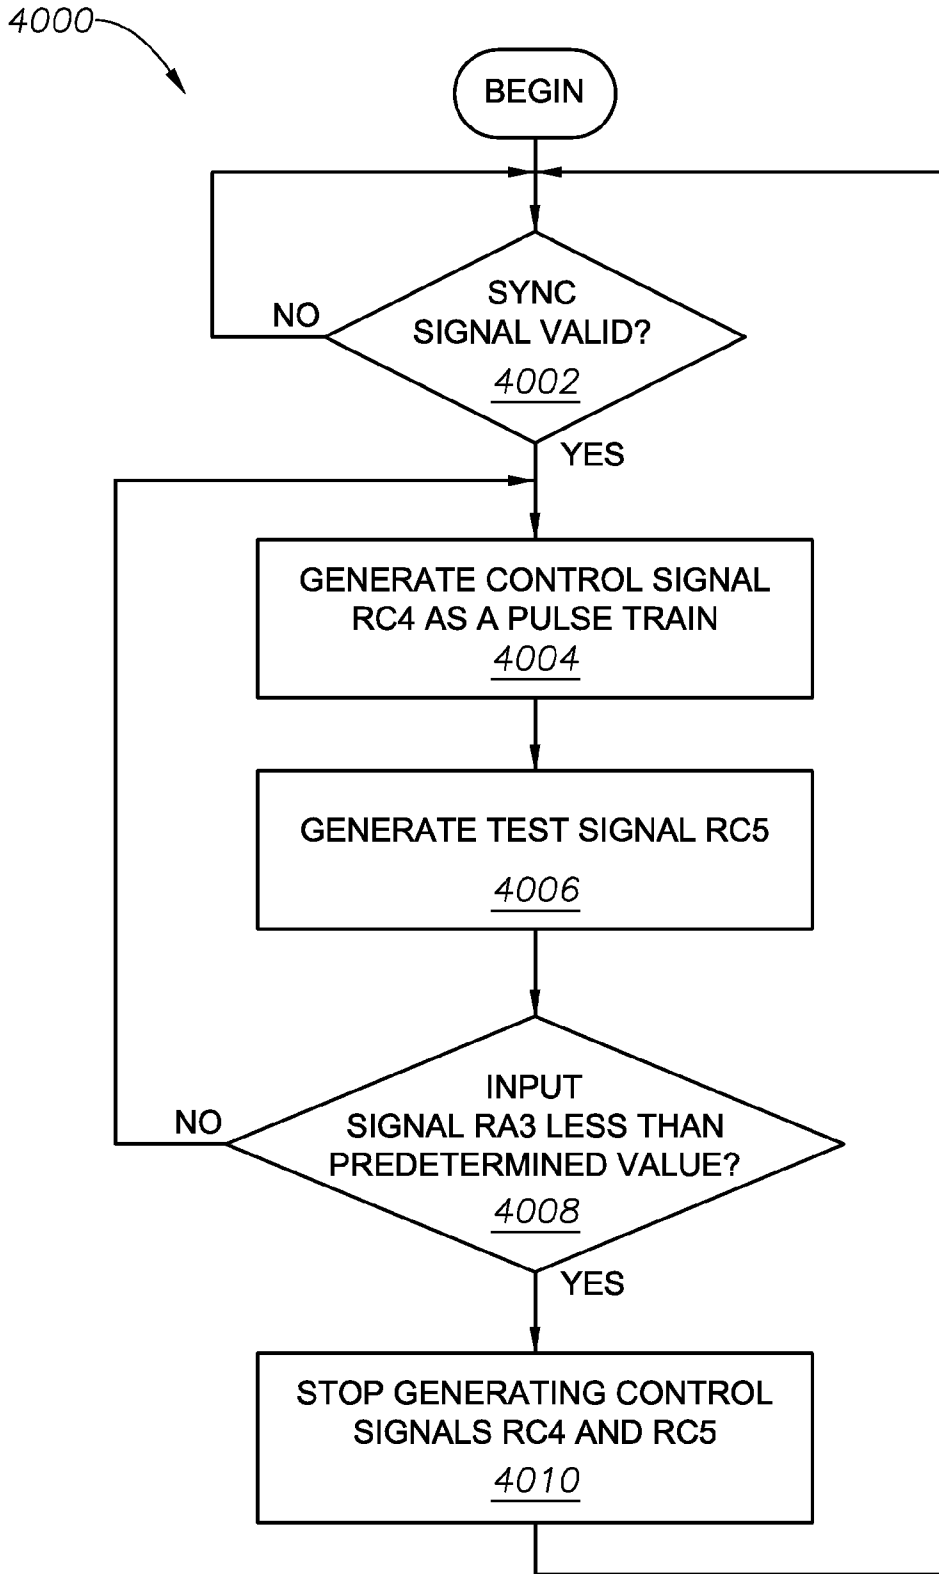 4000
BEGIN
SYNC
SIGNAL VALID?
4002
NO
YES
GENERATE CONTROL SIGNAL
RC4 AS A PULSE TRAIN
4004
GENERATE TEST SIGNAL RC5
4006
INPUT
SIGNAL RA3 LESS THAN
PREDETERMINED VALUE?
4008
NO
YES
STOP GENERATING CONTROL
SIGNALS RC4 AND RC5
4010